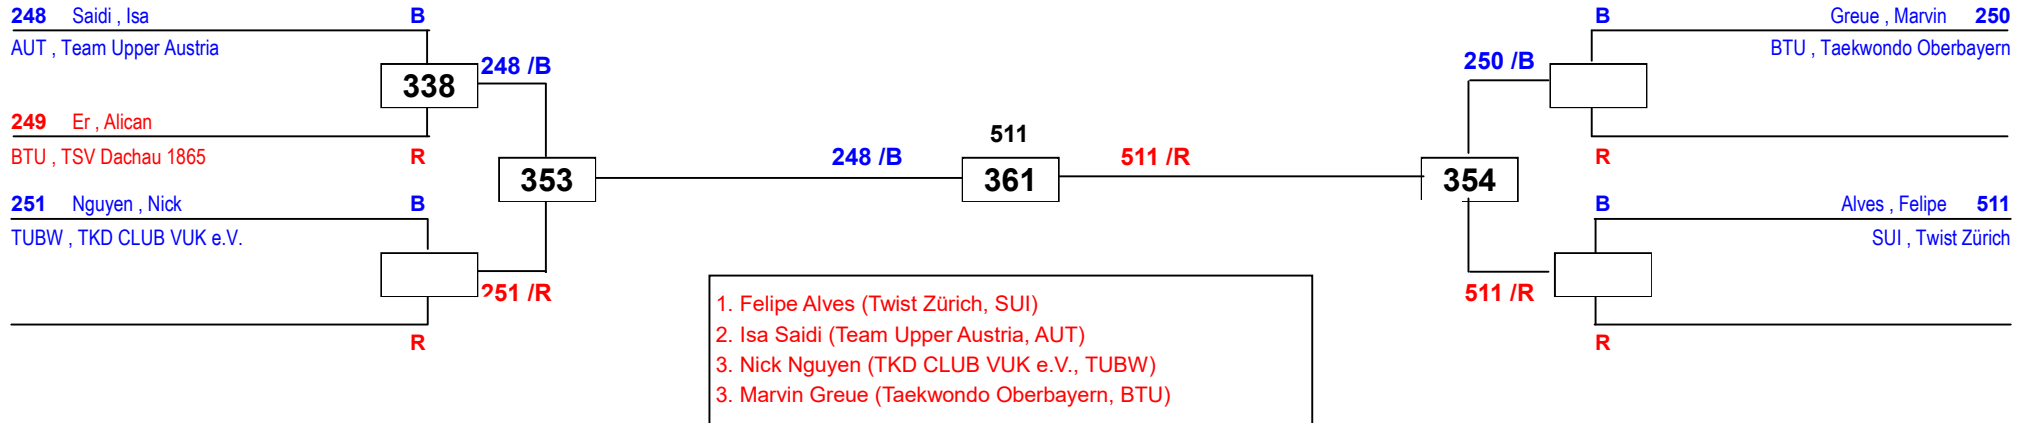 248 Saidi , Isa B
AUT , Team Upper Austria
338
248 /B
249 Er , Alican
BTU , TSV Dachau 1865 R
353
251 Nguyen , Nick B
TUBW , TKD CLUB VUK e.V.
251 /R
R
248 /B
511
361
511 /R
B Greue , Marvin 250
BTU , Taekwondo Oberbayern
250 /B
R
354
B Alves , Felipe 511
SUI , Twist Zürich
511 /R
R
1. Felipe Alves (Twist Zürich, SUI)
2. Isa Saidi (Team Upper Austria, AUT)
3. Nick Nguyen (TKD CLUB VUK e.V., TUBW)
3. Marvin Greue (Taekwondo Oberbayern, BTU)